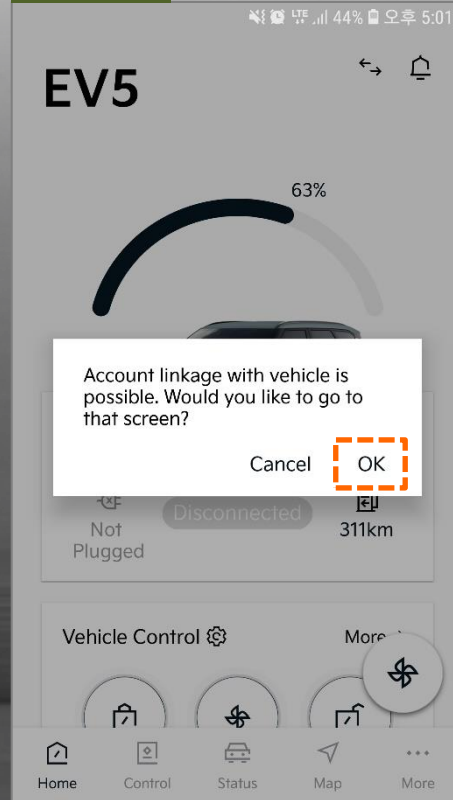 LTE 44% 오후 5:01
EV5
63%
Account linkage with vehicle is
possible. Would you like to go to
that screen?
Cancel OK
Not
Plugged
Disconnected
311km
Vehicle Control More
Home Control Status Map More